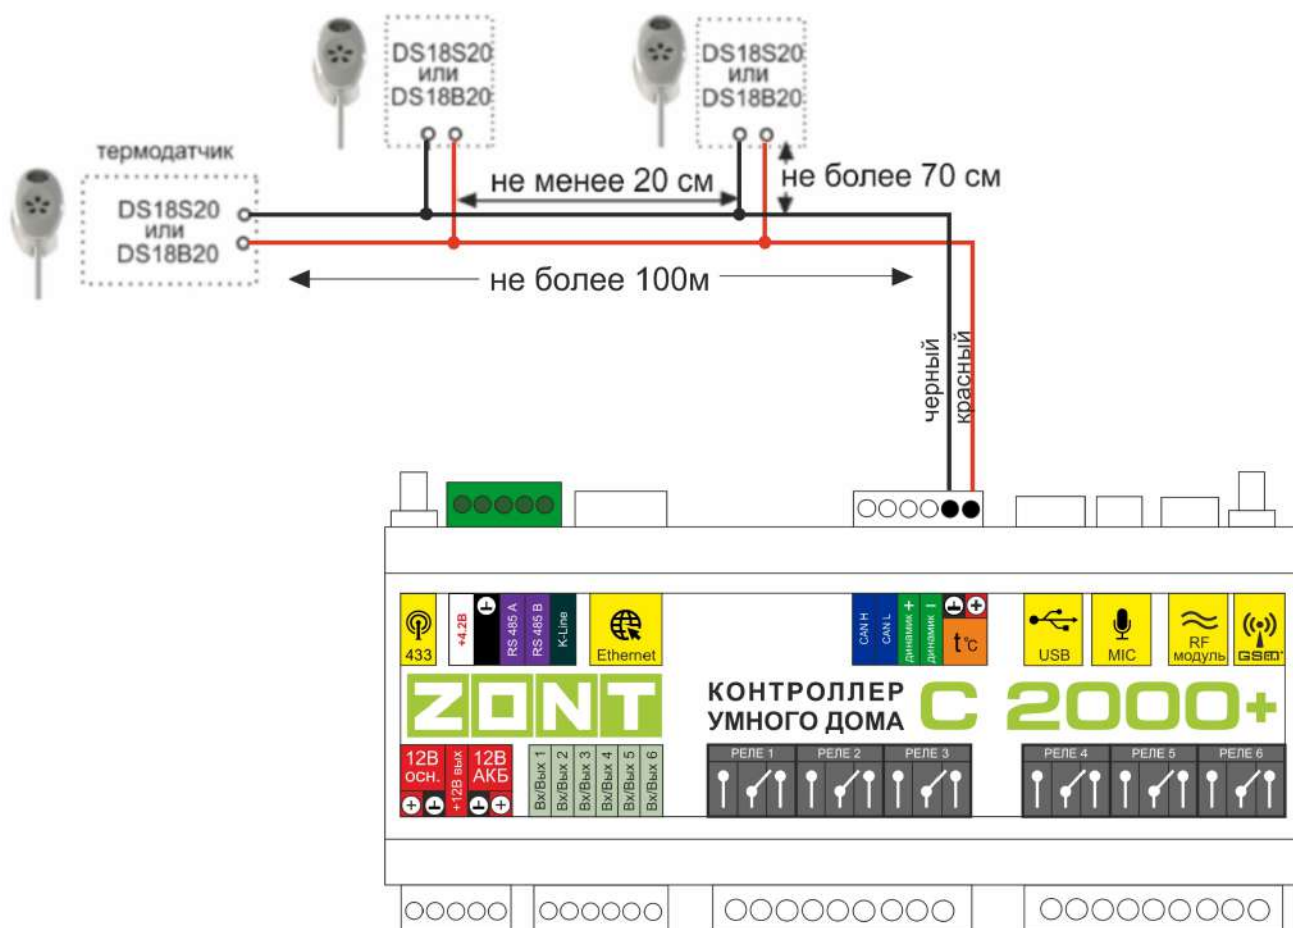 DS18S20
или
DS18B20
DS18S20
или
DS18B20
термодатчик
DS18S20
или
DS18B20
не менее 20 см
не более 70 см
не более 100м
черный
красный
433
+4.2В
RS 485 A
RS 485 B
K-Line
Ethernet
CAN H
CAN L
динамик +
динамик –
t°C
USB
MIC
RF
модуль
GSM
ZONT
КОНТРОЛЛЕР
УМНОГО ДОМА
C 2000+
12В
осн.
+12В вых
12В
АКБ
Вх/Вых 1
Вх/Вых 2
Вх/Вых 3
Вх/Вых 4
Вх/Вых 5
Вх/Вых 6
РЕЛЕ 1
РЕЛЕ 2
РЕЛЕ 3
РЕЛЕ 4
РЕЛЕ 5
РЕЛЕ 6